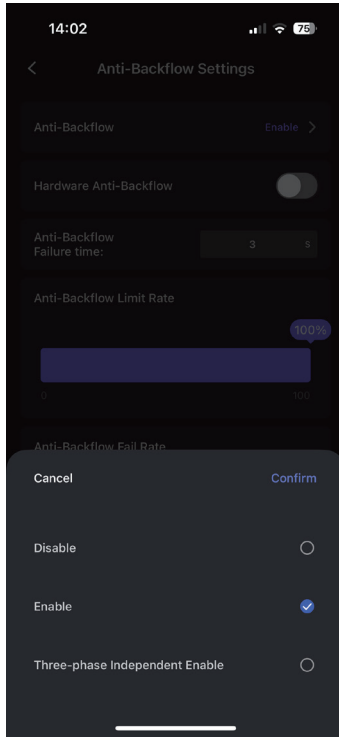 14:02
75
Anti-Backflow Settings
Anti-Backflow
Enable
Hardware Anti-Backflow
Anti-Backflow
Failure time:
3
s
Anti-Backflow Limit Rate
100%
0
100
Anti-Backflow Fail Rate
Cancel
Confirm
Disable
Enable
Three-phase Independent Enable